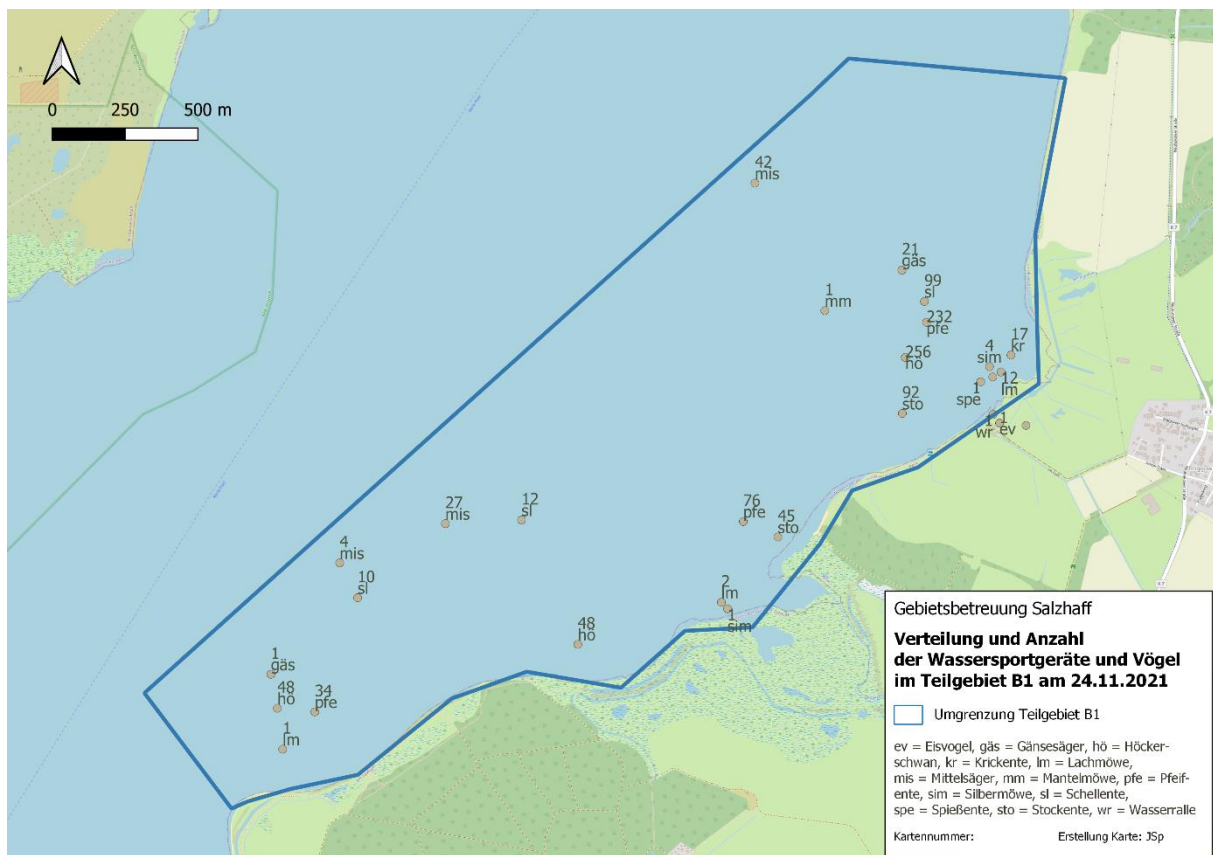 0 250 500 m
42
mis
21
gäs
99
sl
1
mm
232
pfe
256
hö
17
kr
4
sim
12
lm
1
spe
92
sto
1
wr
1
ev
27
mis
12
sl
76
pfe
45
sto
4
mis
10
sl
2
lm
1
sim
48
hö
1
gäs
48
hö
34
pfe
1
lm
K7
K7
K7
Gebietsbetreuung Salzhaff
Verteilung und Anzahl
der Wassersportgeräte und Vögel
im Teilgebiet B1 am 24.11.2021
Umgrenzung Teilgebiet B1
ev = Eisvogel, gäs = Gänsesäger, hö = Höcker-
schwan, kr = Krickente, lm = Lachmöwe,
mis = Mittelsäger, mm = Mantelmöwe, pfe = Pfeif-
ente, sim = Silbermöwe, sl = Schellente,
spe = Spießente, sto = Stockente, wr = Wasserralle
Kartennummer: Erstellung Karte: JSp